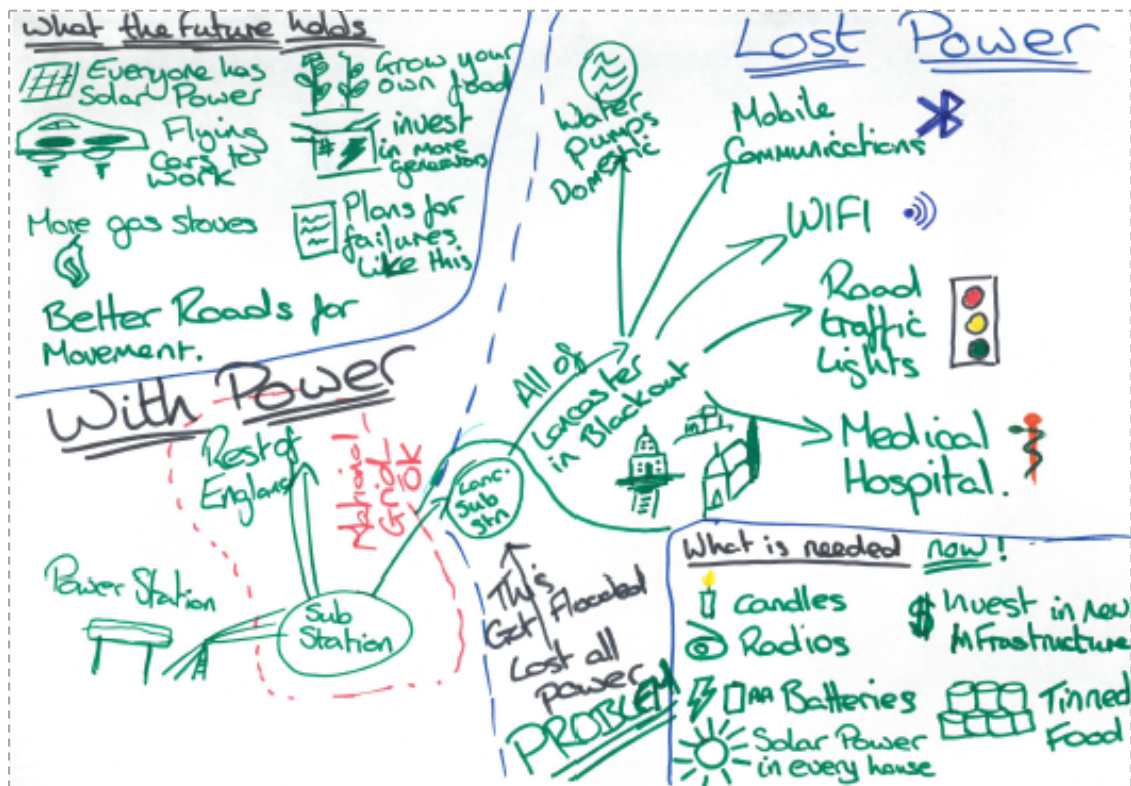 What the future holds
Everyone has
Solar Power
Grow your
own food
Flying
Cars to
work
invest
in more
generators
More gas stoves
Plans for
failures
Like this
Better Roads for
Movement.
Lost Power
Water
Pumps
Domestic
Mobile
Communications
WIFI
Road
traffic
Lights
Medical
Hospital.
All of
Lancaster
in Blackout
With Power
Rest of
England
National
Grid
OK
Lanc.
Sub
Stn
Power Station
Sub
Station
This
Got Flooded
Lost all
power
PROBLEM
What is needed now!
Candles
Radios
AA Batteries
Solar Power
in every house
$ Invest in new
Infrastructure
Tinned
Food